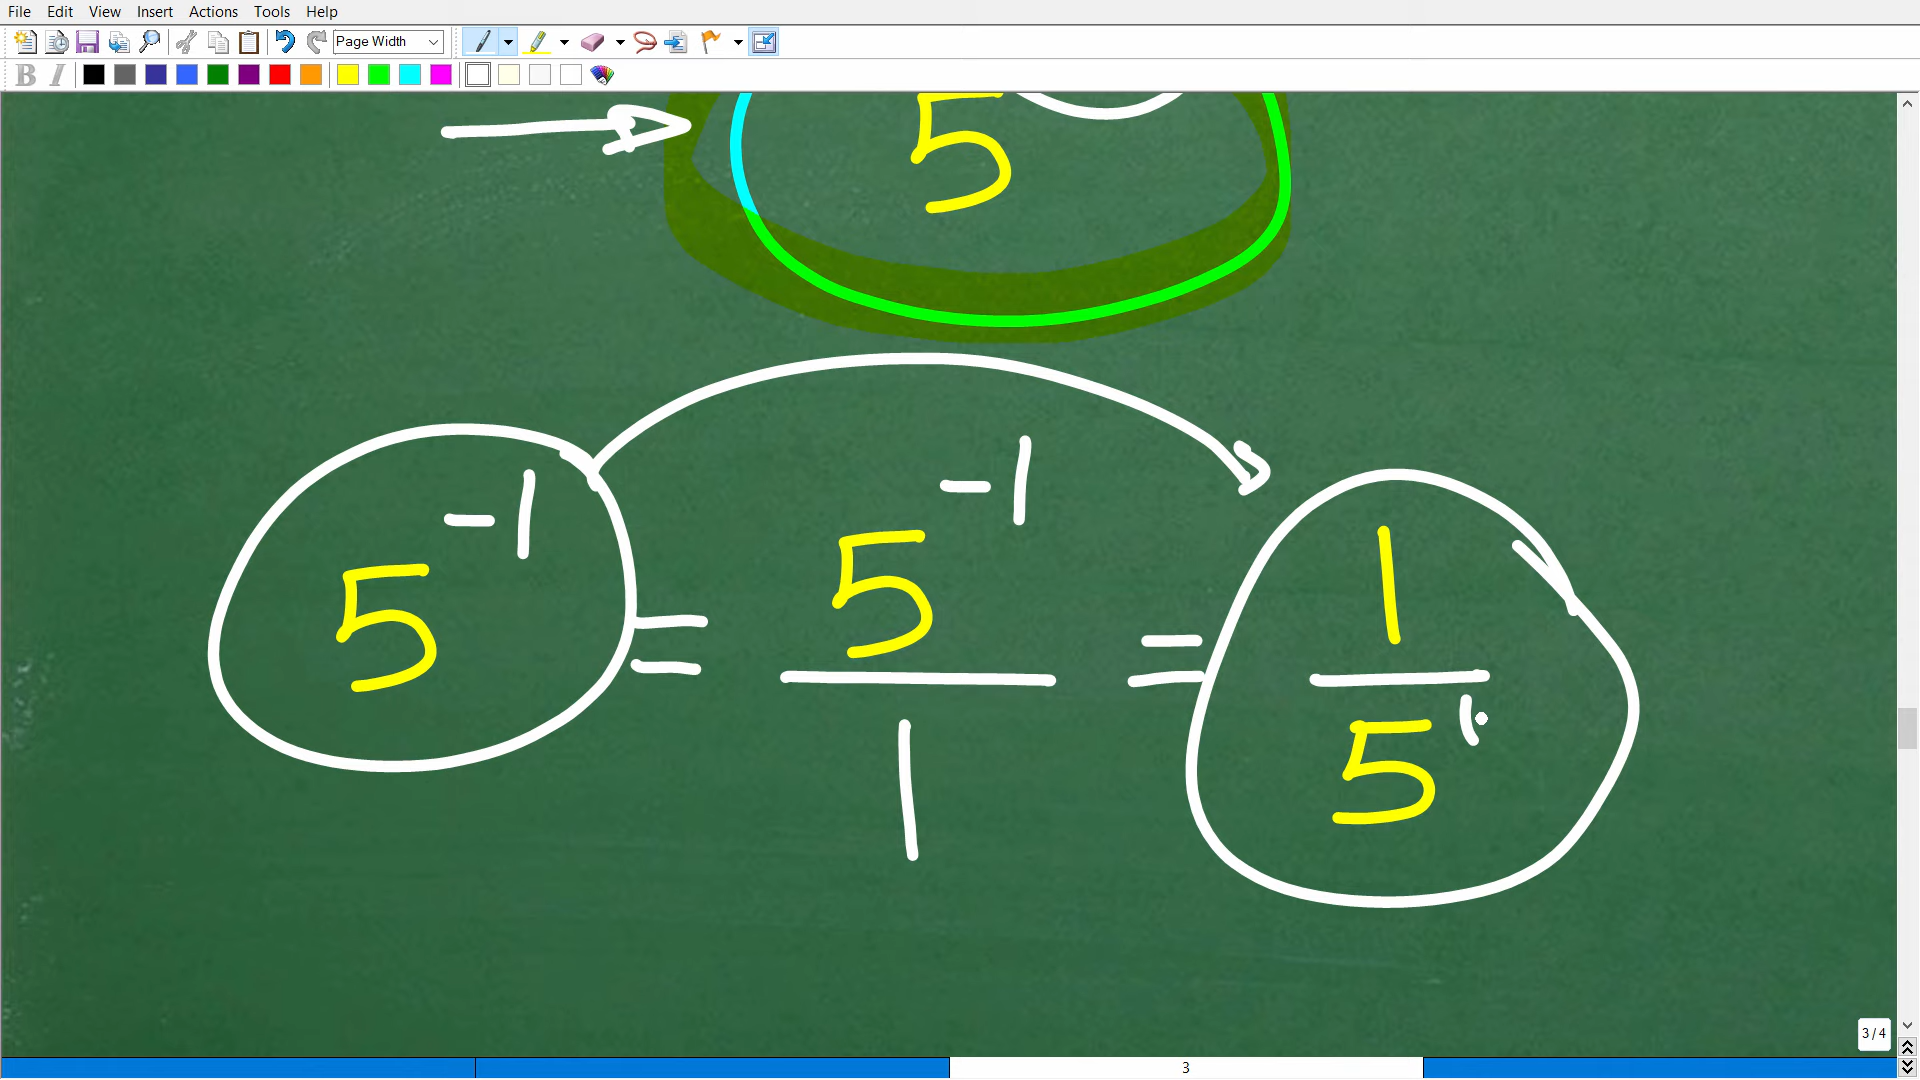 File Edit View Insert Actions Tools Help
Page Width
B I
5
5⁻¹ = 5⁻¹/1 = 1/5¹
3 / 4
3